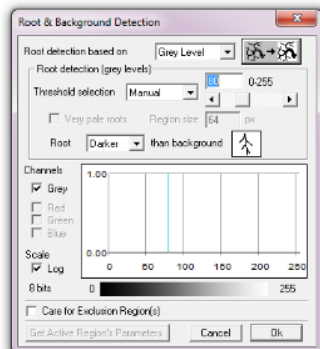 Root & Background Detection
Root detection based on Grey Level
Root detection (grey levels)
Threshold selection Manual 80 0-255
Very pale roots Region size 64 px
Root Darker than background
Channels
Grey
Red
Green
Blue
Scale
Log
1.00
0.00
0 50 100 150 200 250
8 bits 0 255
Care for Exclusion Region(s)
Get Active Region's Parameters Cancel Ok